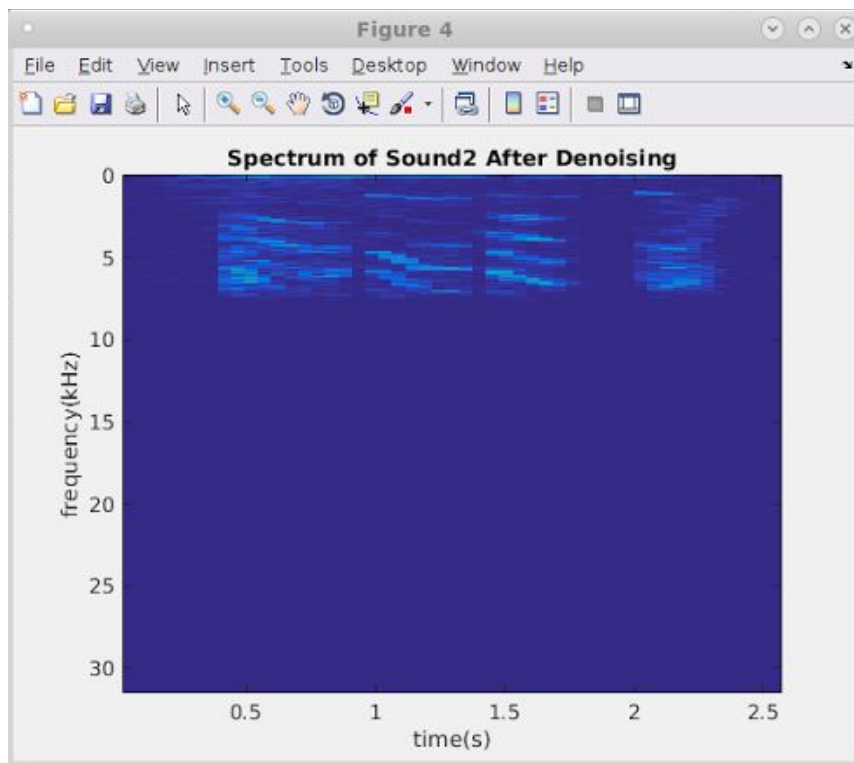 Figure 4
File Edit View Insert Tools Desktop Window Help
Spectrum of Sound2 After Denoising
0
5
10
15
20
25
30
frequency(kHz)
0.5 1 1.5 2 2.5
time(s)